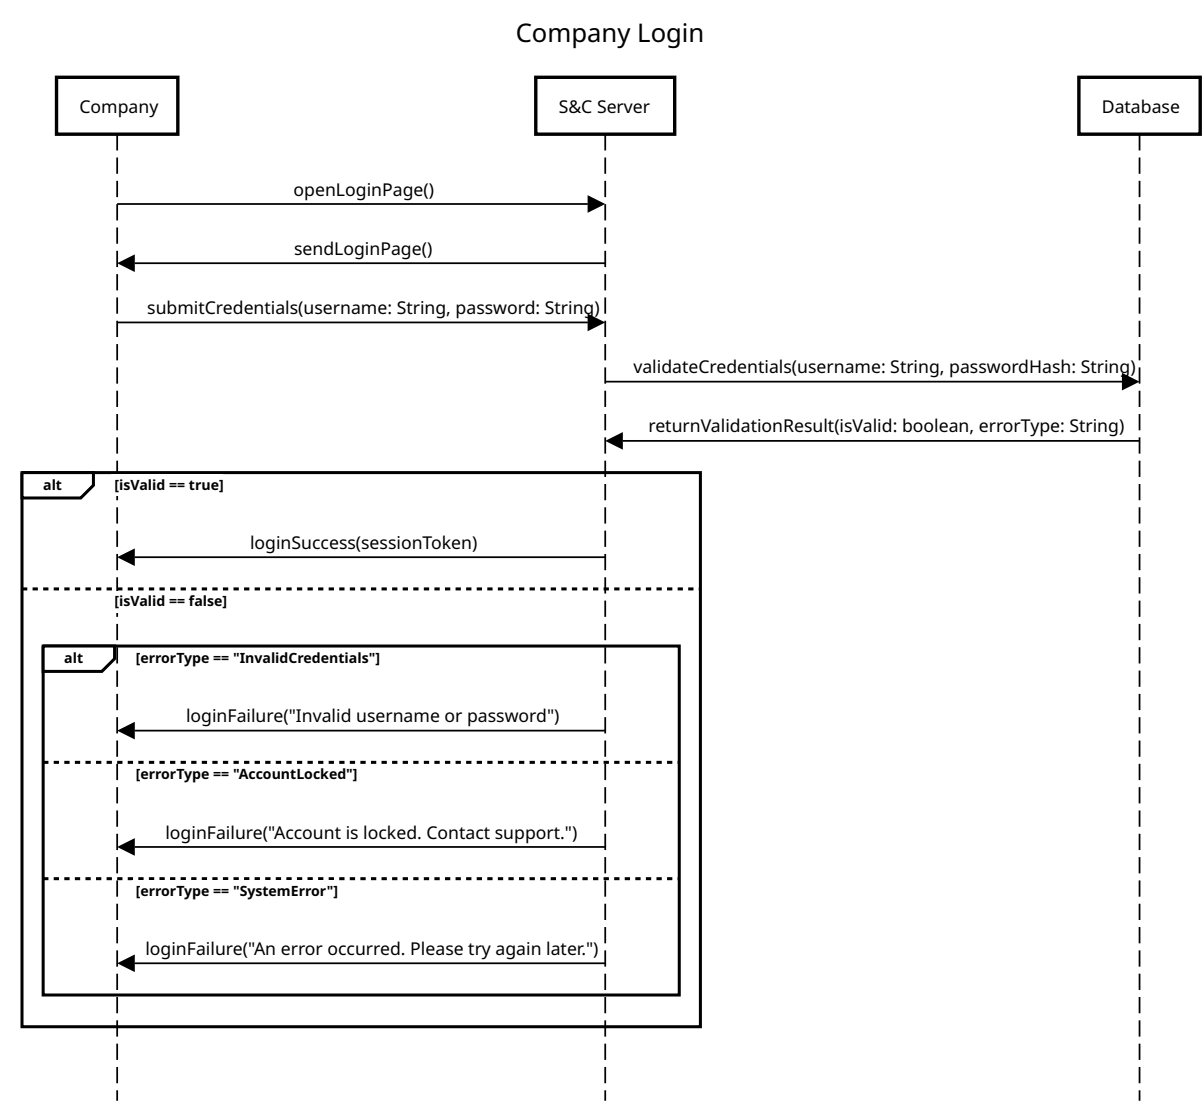 Company Login
Company
S&C Server
Database
openLoginPage()
sendLoginPage()
submitCredentials(username: String, password: String)
validateCredentials(username: String, passwordHash: String)
returnValidationResult(isValid: boolean, errorType: String)
alt
[isValid == true]
loginSuccess(sessionToken)
[isValid == false]
alt
[errorType == "InvalidCredentials"]
loginFailure("Invalid username or password")
[errorType == "AccountLocked"]
loginFailure("Account is locked. Contact support.")
[errorType == "SystemError"]
loginFailure("An error occurred. Please try again later.")